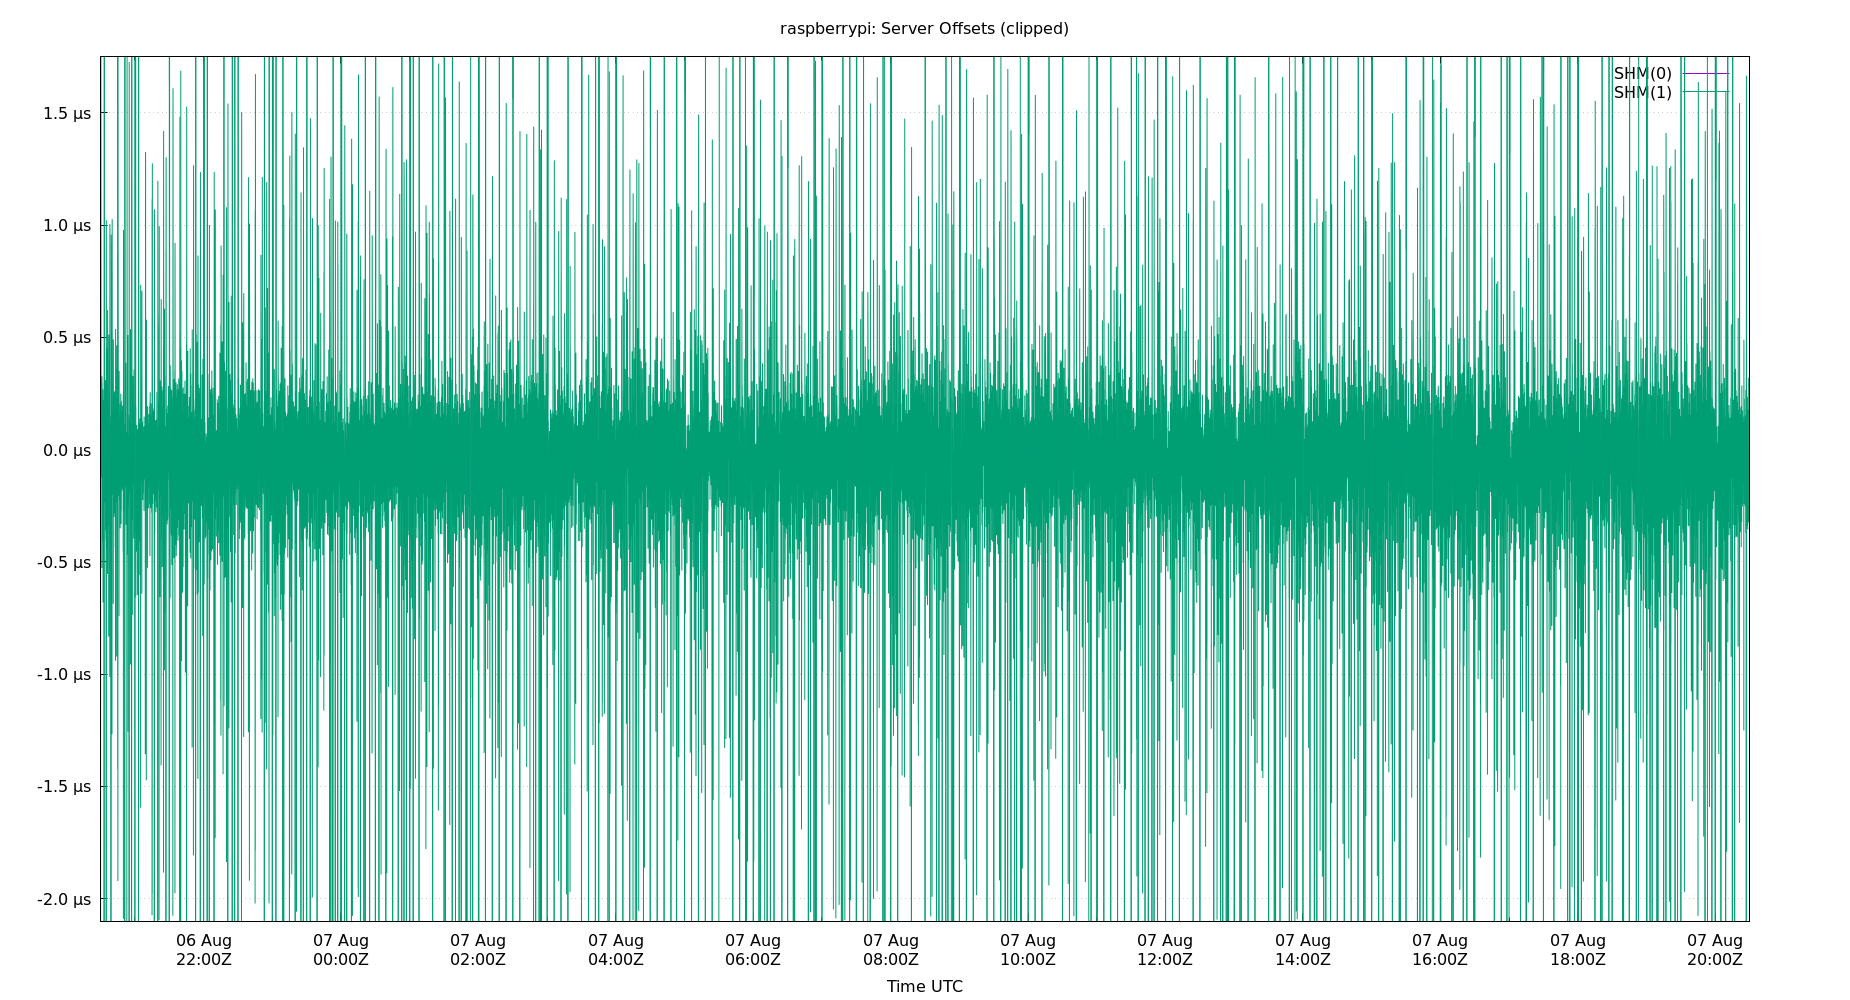 raspberrypi: Server Offsets (clipped)
SHM(0)
SHM(1)
1.5 µs
1.0 µs
0.5 µs
0.0 µs
-0.5 µs
-1.0 µs
-1.5 µs
-2.0 µs
06 Aug 07 Aug 07 Aug 07 Aug 07 Aug 07 Aug 07 Aug 07 Aug 07 Aug 07 Aug 07 Aug 07 Aug
22:00Z 00:00Z 02:00Z 04:00Z 06:00Z 08:00Z 10:00Z 12:00Z 14:00Z 16:00Z 18:00Z 20:00Z
Time UTC